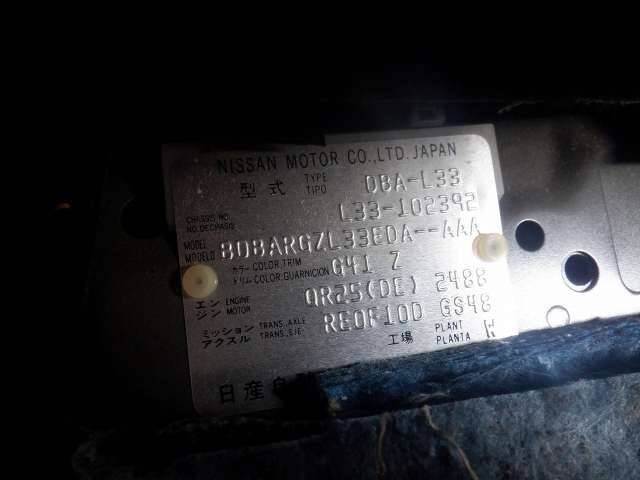 NISSAN MOTOR CO.,LTD. JAPAN
型式 TYPE TIPO DBA-L33
CHASSIS NO. NO.DECHASIS L33-102392
MODEL MODELO BDBARGZL33EDA--AAA
カラー COLOR, TRIM トリム COLOR, GUARNICION G41 Z
エンジン ENGINE MOTOR QR25(DE) 2488
ミッション アクスル TRANS. AXLE TRANS. EJE REOF10D GS48
工場 PLANT PLANTA W
日産自